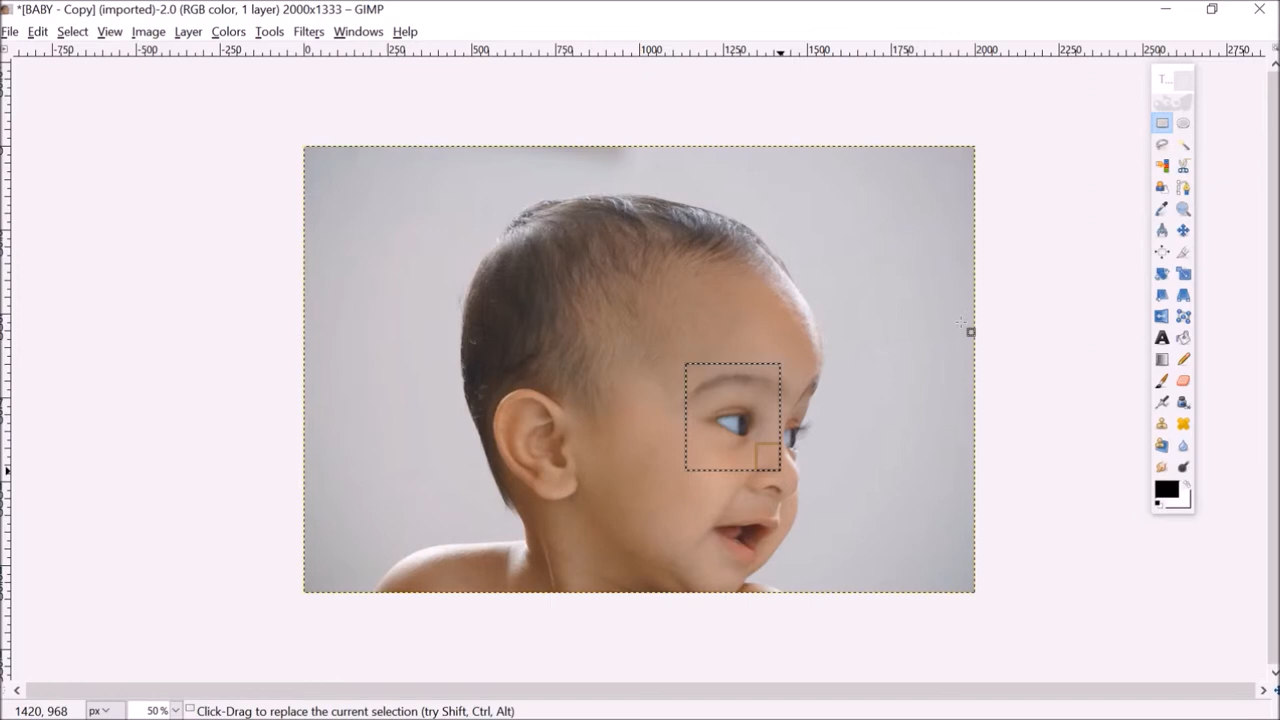 *[BABY - Copy] (imported)-2.0 (RGB color, 1 layer) 2000x1333 – GIMP
File Edit Select View Image Layer Colors Tools Filters Windows Help
-750 -500 -250 0 250 500 750 1000 1250 1500 1750 2000 2250 2500 2750
T...
1420, 968 px 50 % Click-Drag to replace the current selection (try Shift, Ctrl, Alt)